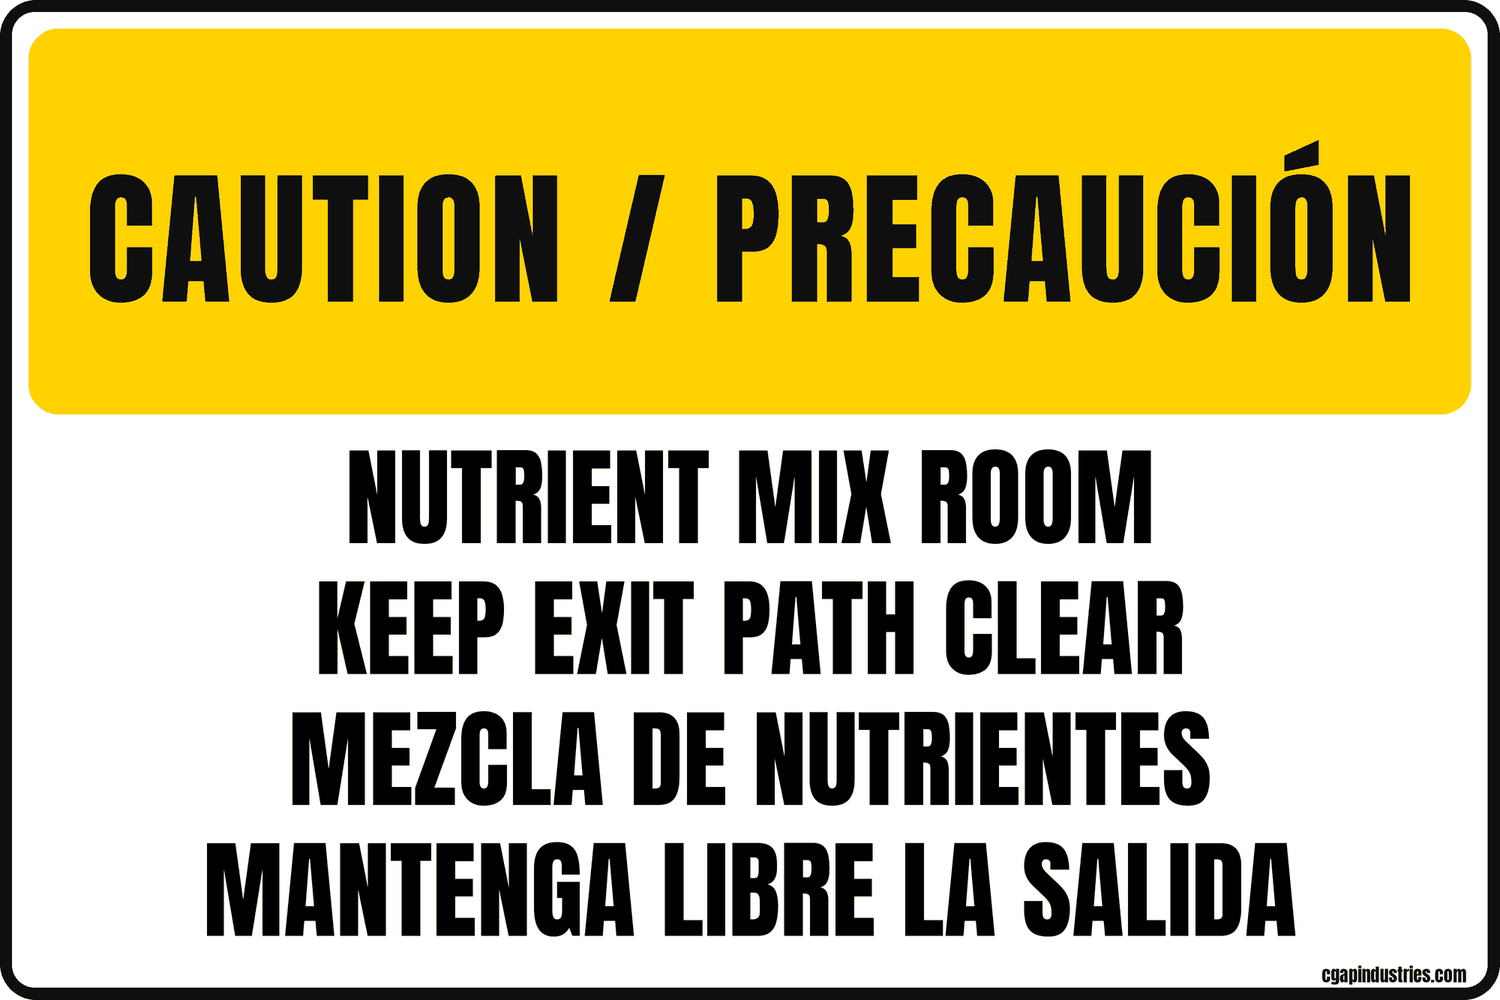 CAUTION / PRECAUCIÓN
NUTRIENT MIX ROOM
KEEP EXIT PATH CLEAR
MEZCLA DE NUTRIENTES
MANTENGA LIBRE LA SALIDA
cgapindustries.com